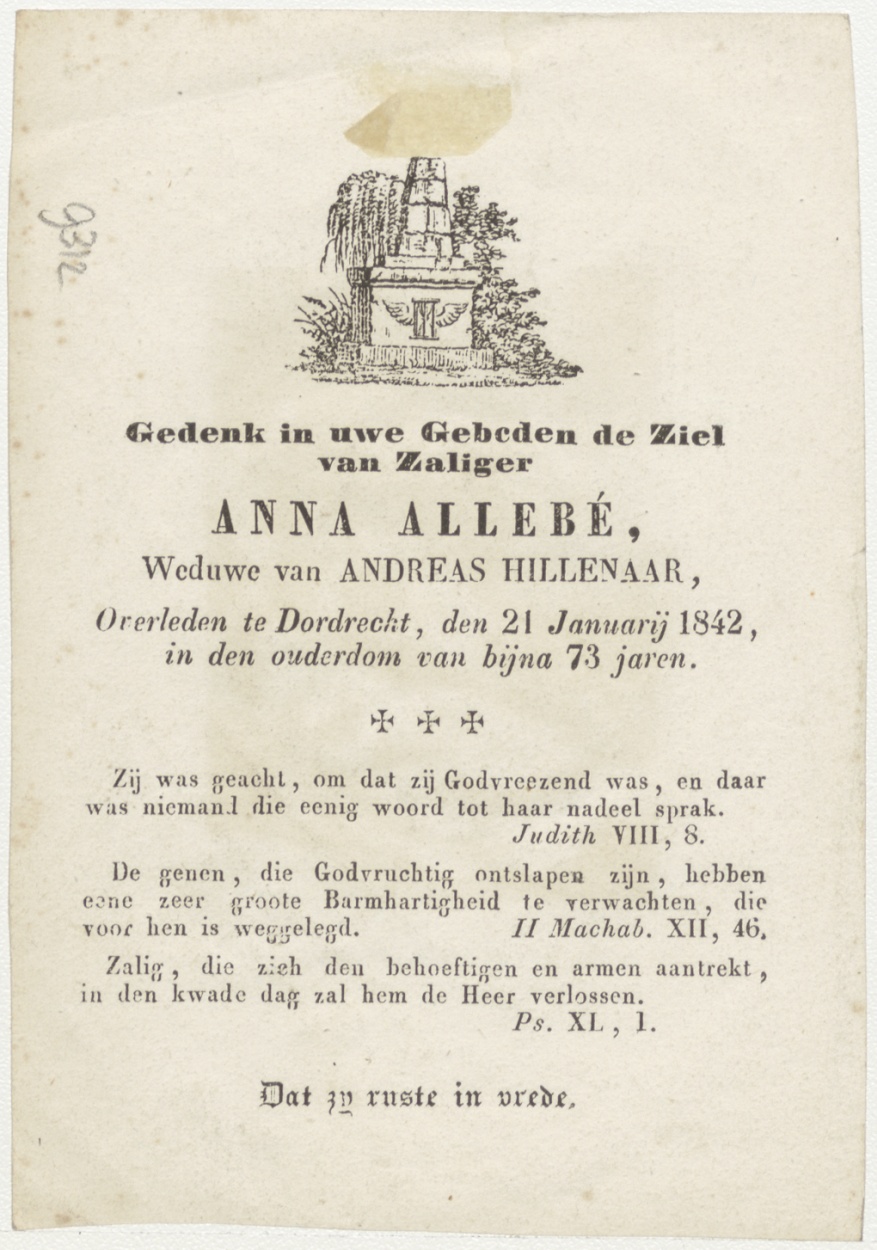 9312
Gedenk in uwe Gebeden de Ziel
van Zaliger
ANNA ALLEBÉ,
Weduwe van ANDREAS HILLENAAR,
Overleden te Dordrecht, den 21 Januarij 1842,
in den ouderdom van bijna 73 jaren.
✠ ✠ ✠
Zij was geacht, om dat zij Godvreezend was, en daar
was niemand die eenig woord tot haar nadeel sprak.
Judith VIII, 8.
De genen, die Godvruchtig ontslapen zijn, hebben
eene zeer groote Barmhartigheid te verwachten, die
voor hen is weggelegd. II Machab. XII, 46.
Zalig, die zich den behoeftigen en armen aantrekt,
in den kwade dag zal hem de Heer verlossen.
Ps. XL, 1.
Dat zy ruste in vrede.